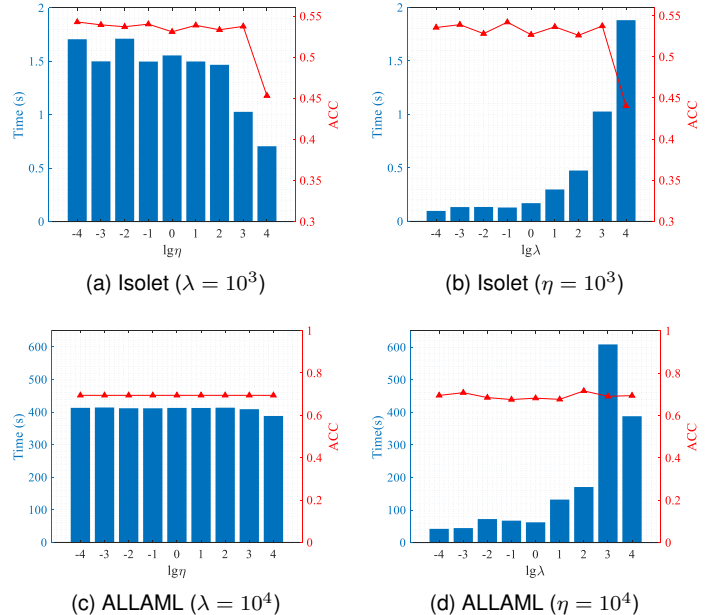 2
1.5
1
0.5
0
Time (s)
0.55
0.5
0.45
0.4
0.35
0.3
ACC
-4 -3 -2 -1 0 1 2 3 4
lgη
(a) Isolet (λ = 10³)
2
1.5
1
0.5
0
Time (s)
0.55
0.5
0.45
0.4
0.35
0.3
ACC
-4 -3 -2 -1 0 1 2 3 4
lgλ
(b) Isolet (η = 10³)
600
500
400
300
200
100
0
Time (s)
1
0.8
0.6
0.4
0.2
0
ACC
-4 -3 -2 -1 0 1 2 3 4
lgη
(c) ALLAML (λ = 10⁴)
600
500
400
300
200
100
0
Time(s)
1
0.8
0.6
0.4
0.2
0
ACC
-4 -3 -2 -1 0 1 2 3 4
lgλ
(d) ALLAML (η = 10⁴)